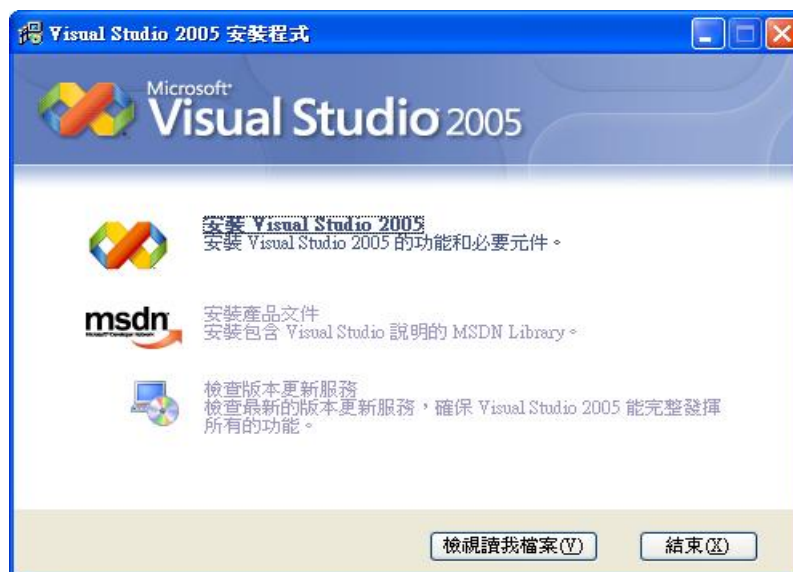 Visual Studio 2005 安裝程式
Microsoft
Visual Studio 2005
安裝 Visual Studio 2005
安裝 Visual Studio 2005 的功能和必要元件。
msdn
安裝產品文件
安裝包含 Visual Studio 說明的 MSDN Library。
檢查版本更新服務
檢查最新的版本更新服務，確保 Visual Studio 2005 能完整發揮
所有的功能。
檢視讀我檔案(V)
結束(X)